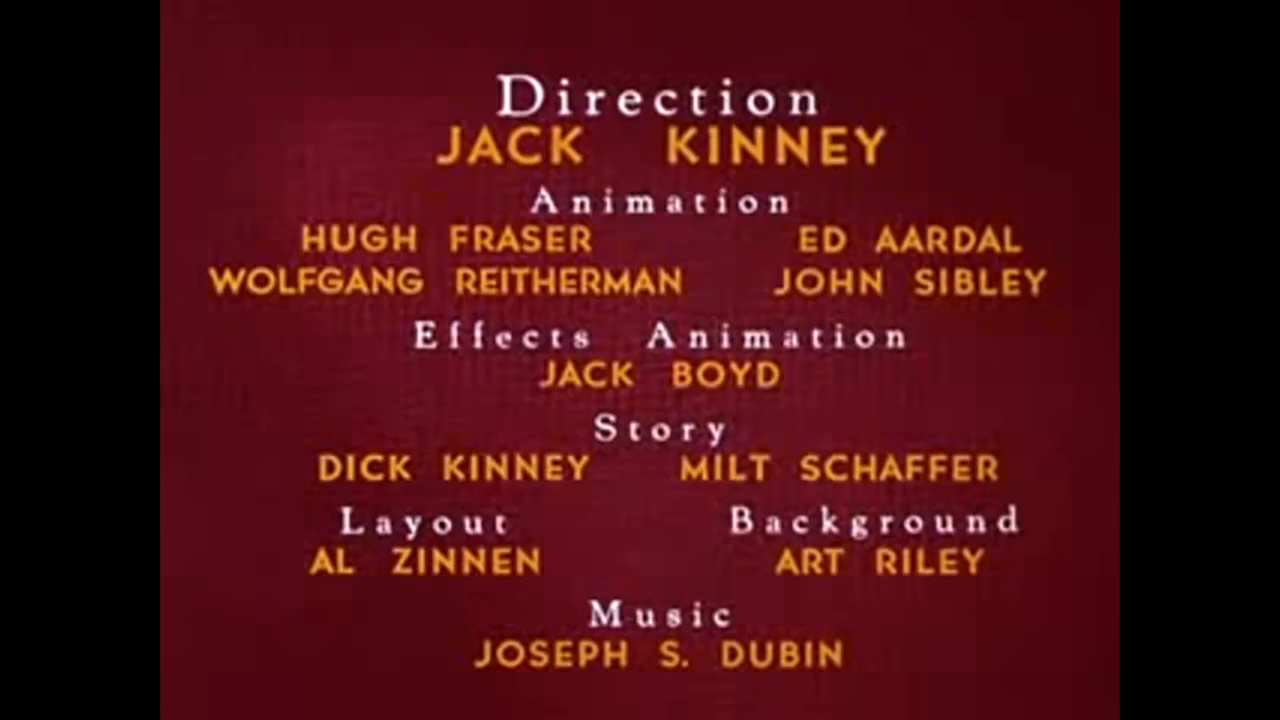 Direction
JACK KINNEY
Animation
HUGH FRASER ED AARDAL
WOLFGANG REITHERMAN JOHN SIBLEY
Effects Animation
JACK BOYD
Story
DICK KINNEY MILT SCHAFFER
Layout Background
AL ZINNEN ART RILEY
Music
JOSEPH S. DUBIN